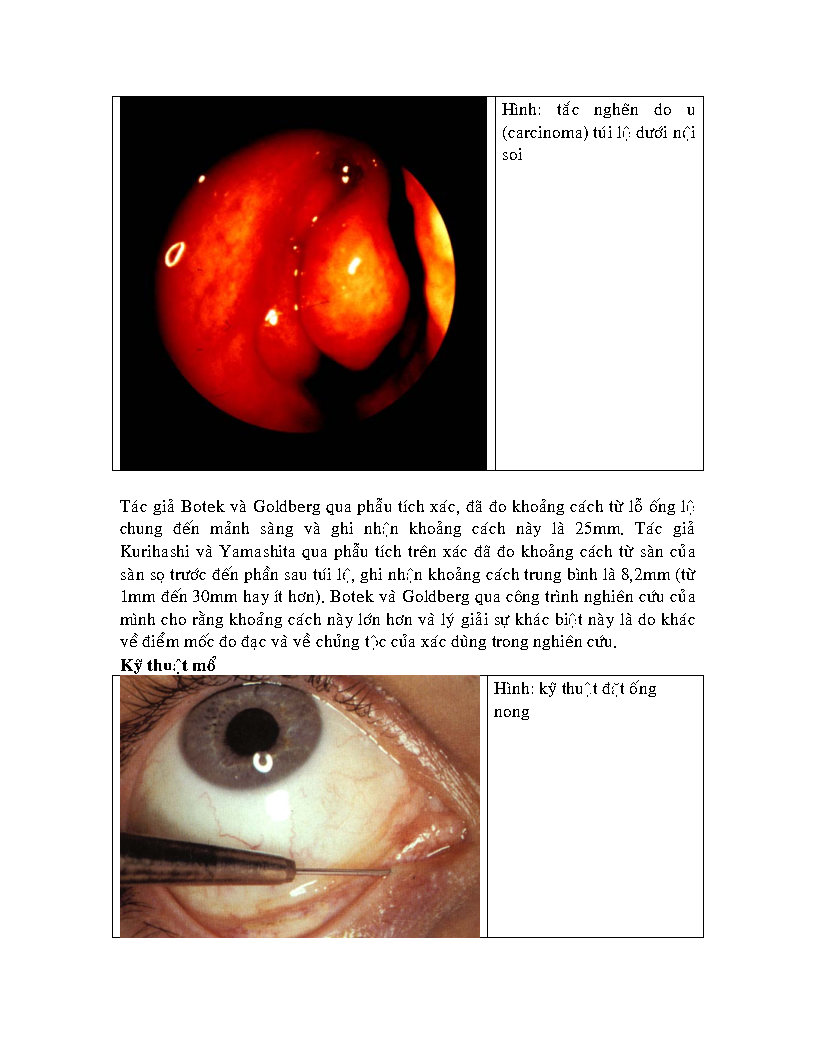 Hình: tắc nghẽn do u
(carcinoma) túi lệ dưới nội
soi
Tác giả Botek và Goldberg qua phẫu tích xác, đã đo khoảng cách từ lỗ ống lệ
chung đến mảnh sàng và ghi nhận khoảng cách này là 25mm. Tác giả
Kurihashi và Yamashita qua phẫu tích trên xác đã đo khoảng cách từ sàn của
sàn sọ trước đến phần sau túi lệ, ghi nhận khoảng cách trung bình là 8,2mm (từ
1mm đến 30mm hay ít hơn). Botek và Goldberg qua công trình nghiên cứu của
mình cho rằng khoảng cách này lớn hơn và lý giải sự khác biệt này là do khác
về điểm mốc đo đạc và về chủng tộc của xác dùng trong nghiên cứu.
Kỹ thuật mổ
Hình: kỹ thuật đặt ống
nong